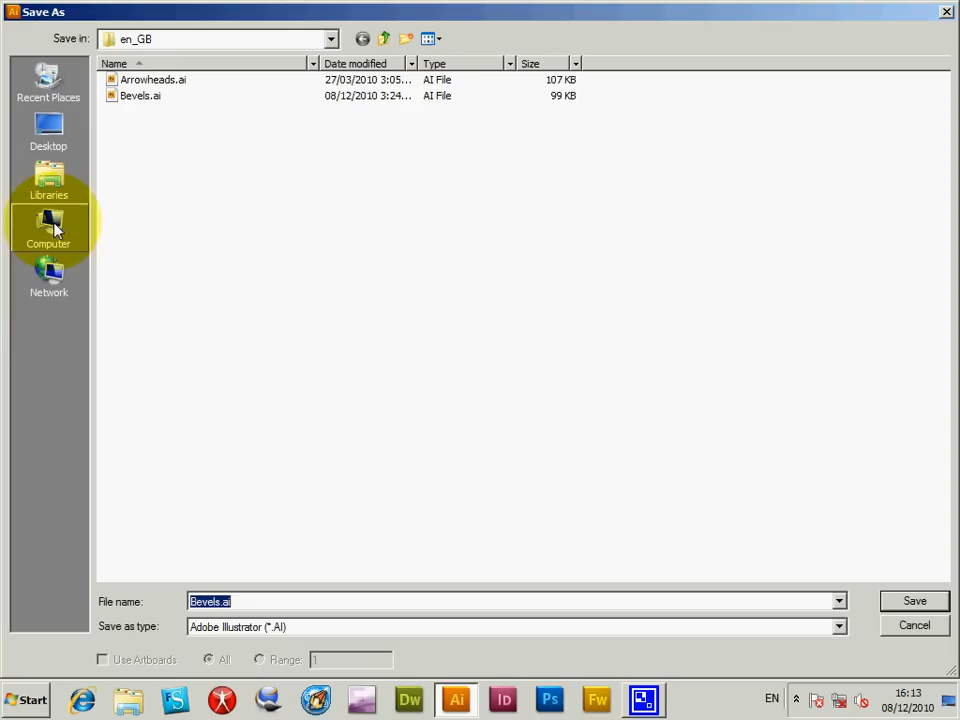 Ai Save As
Save in: en_GB
Name Date modified Type Size
Arrowheads.ai 27/03/2010 3:05... AI File 107 KB
Bevels.ai 08/12/2010 3:24... AI File 99 KB
Recent Places
Desktop
Libraries
Computer
Network
File name: Bevels.ai Save
Save as type: Adobe Illustrator (*.AI) Cancel
Use Artboards All Range: 1
Start Dw Ai Id Ps Fw EN 16:13
08/12/2010